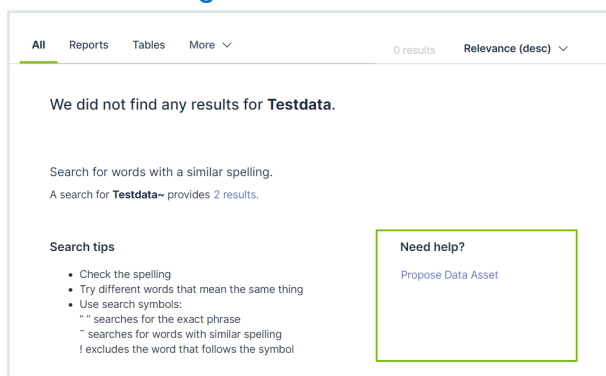 All Reports Tables More 0 results Relevance (desc)
We did not find any results for Testdata.
Search for words with a similar spelling.
A search for Testdata~ provides 2 results.
Search tips
• Check the spelling
• Try different words that mean the same thing
• Use search symbols:
" " searches for the exact phrase
~ searches for words with similar spelling
! excludes the word that follows the symbol
Need help?
Propose Data Asset